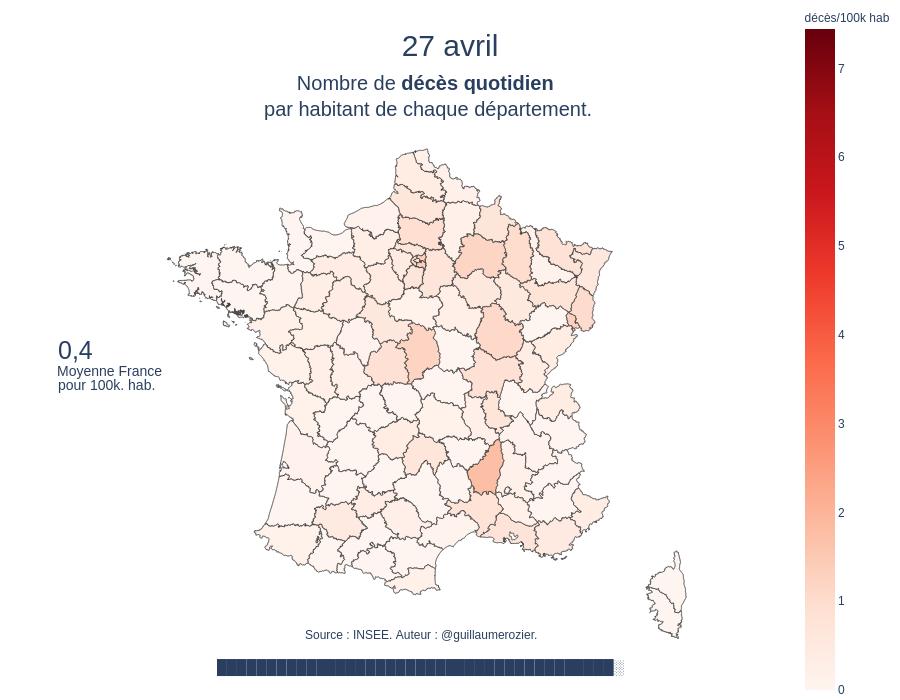 décès/100k hab
27 avril
Nombre de décès quotidien
par habitant de chaque département.
7
6
5
4
3
2
1
0
0,4
Moyenne France
pour 100k. hab.
Source : INSEE. Auteur : @guillaumerozier.